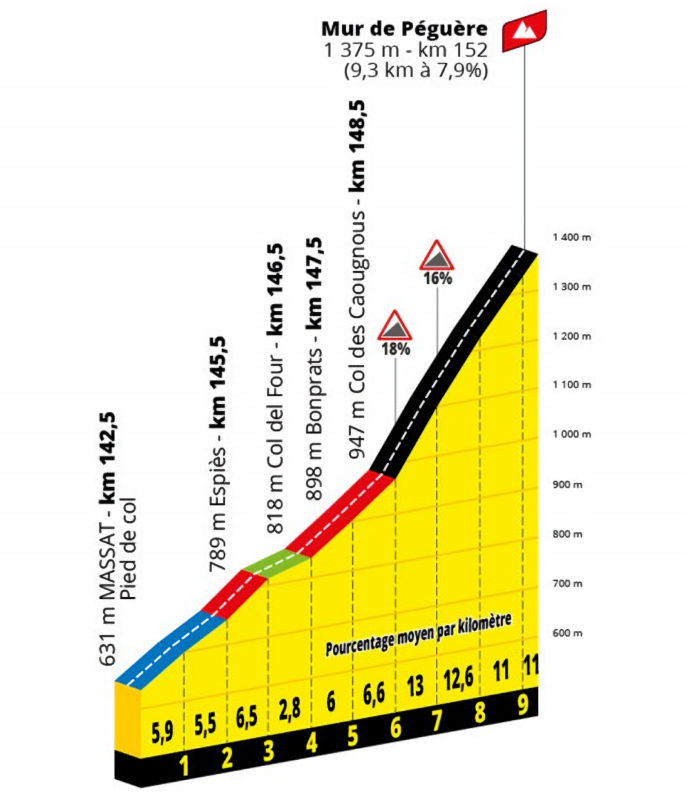 Mur de Péguère
1 375 m - km 152
(9,3 km à 7,9%)
947 m Col des Caougnous - km 148,5
898 m Bonprats - km 147,5
818 m Col del Four - km 146,5
789 m Espiès - km 145,5
631 m MASSAT - km 142,5
Pied de col
16%
18%
1 400 m
1 300 m
1 200 m
1 100 m
1 000 m
900 m
800 m
700 m
600 m
Pourcentage moyen par kilomètre
5,9 5,5 6,5 2,8 6 6,6 13 12,6 11 11
1 2 3 4 5 6 7 8 9